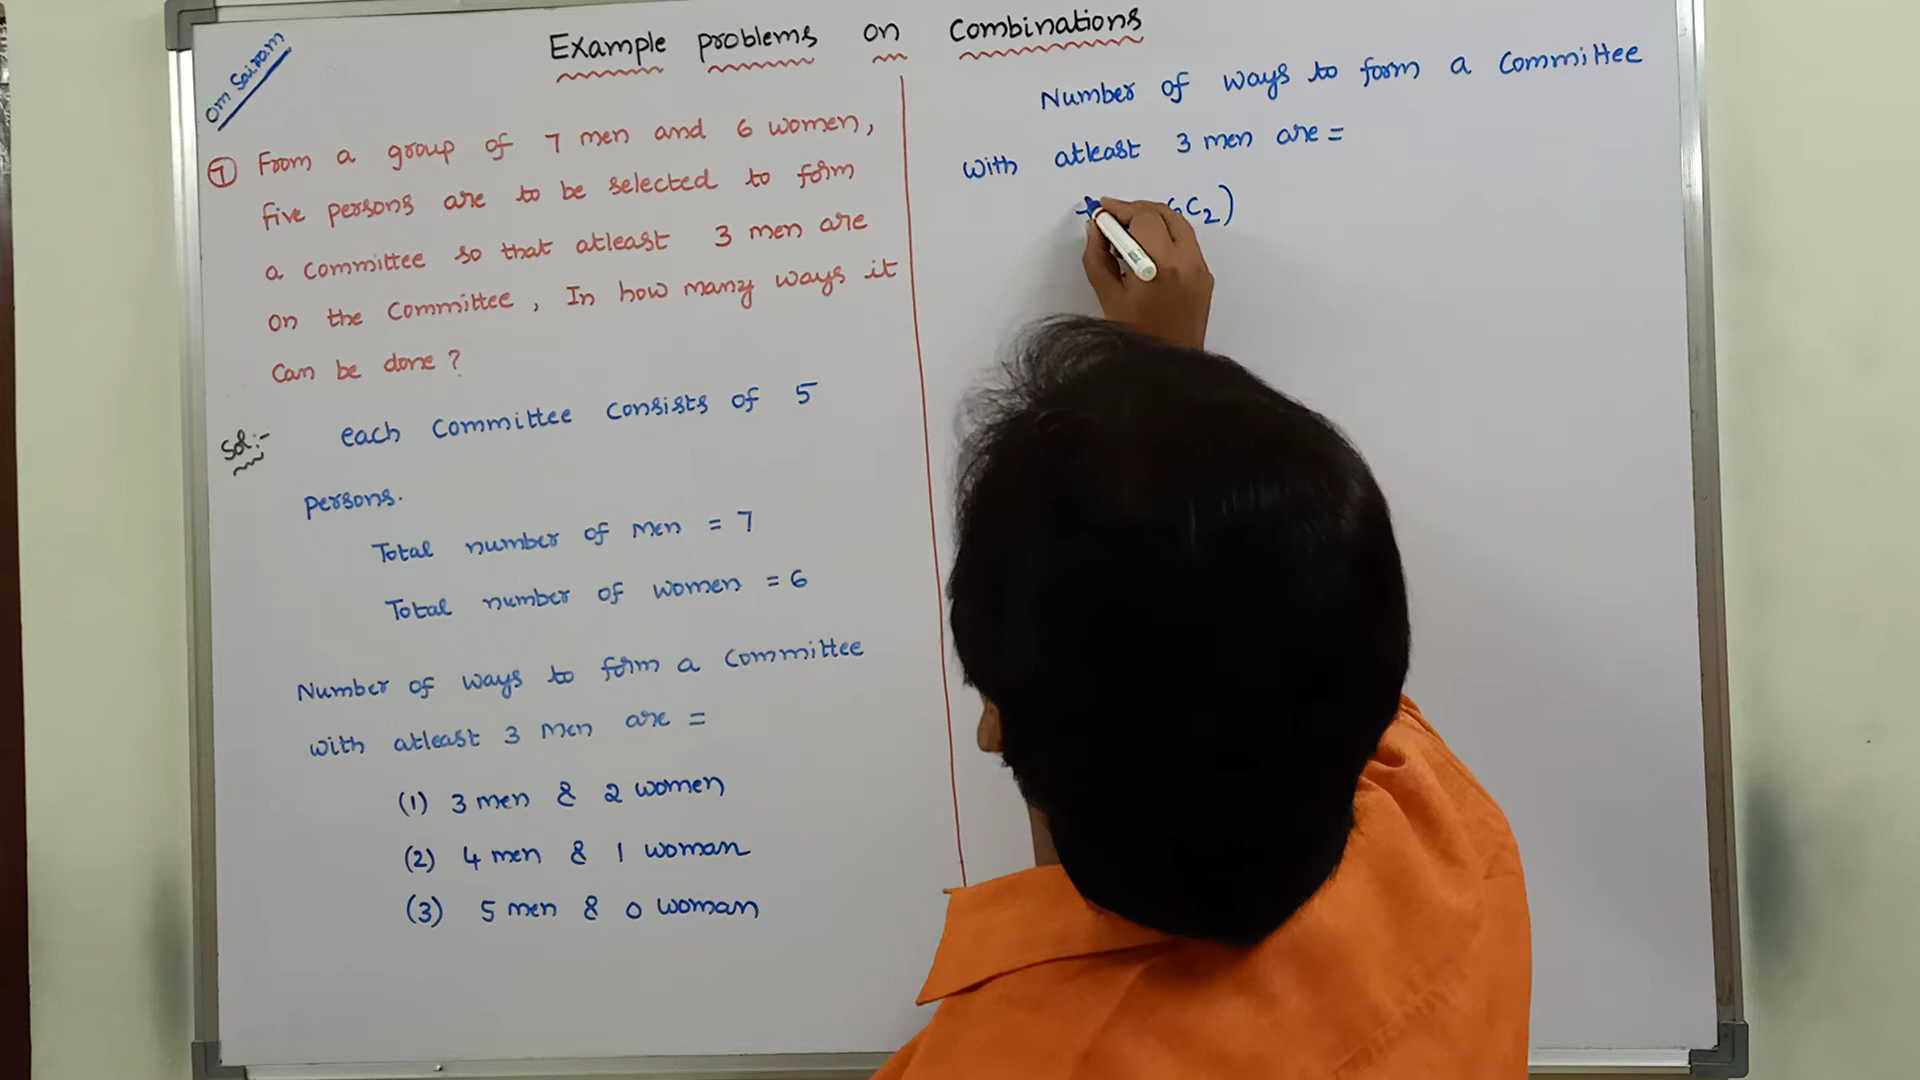 Example problems on Combinations
Om Sairam
7 From a group of 7 men and 6 women,
five persons are to be selected to form
a committee so that atleast 3 men are
on the committee, In how many ways it
can be done?
Sol:- each committee consists of 5
persons.
Total number of men = 7
Total number of women = 6
Number of ways to form a committee
with atleast 3 men are =
(1) 3 men & 2 women
(2) 4 men & 1 woman
(3) 5 men & 0 woman
Number of ways to form a committee
with atleast 3 men are =
C2)